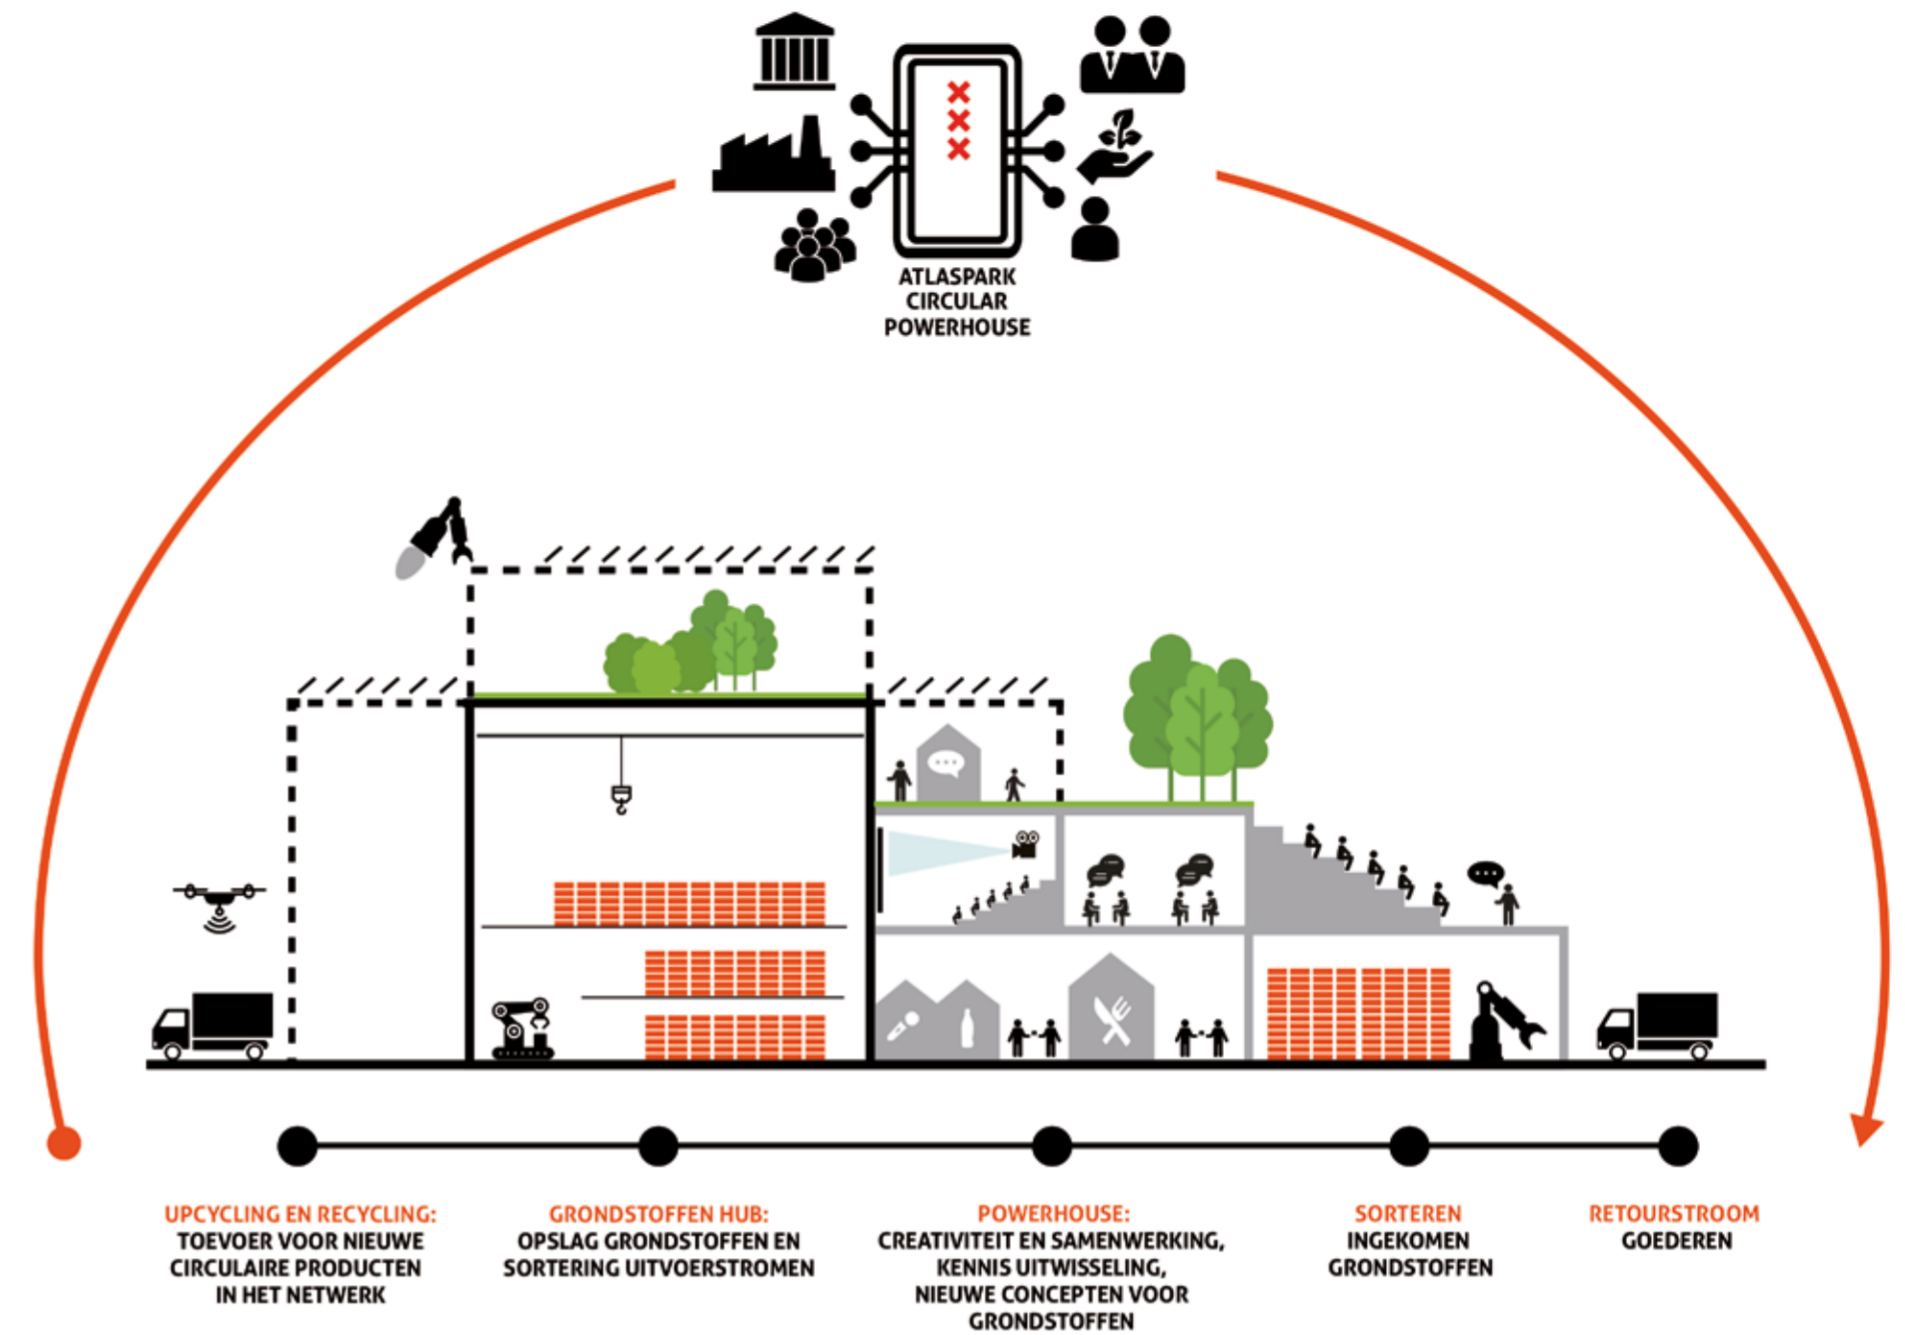 ATLASPARK
CIRCULAR
POWERHOUSE
UPCYCLING EN RECYCLING:
TOEVOER VOOR NIEUWE
CIRCULAIRE PRODUCTEN
IN HET NETWERK
GRONDSTOFFEN HUB:
OPSLAG GRONDSTOFFEN EN
SORTERING UITVOERSTROMEN
POWERHOUSE:
CREATIVITEIT EN SAMENWERKING,
KENNIS UITWISSELING,
NIEUWE CONCEPTEN VOOR
GRONDSTOFFEN
SORTEREN
INGEKOMEN
GRONDSTOFFEN
RETOURSTROOM
GOEDEREN